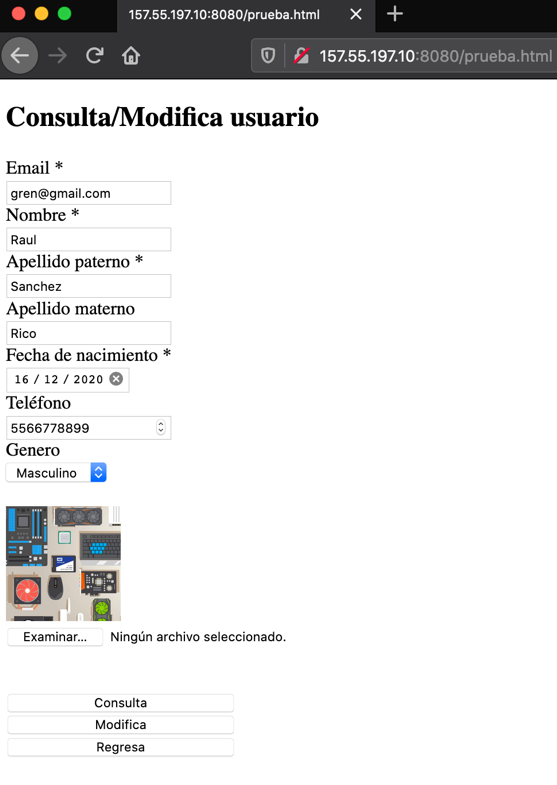 157.55.197.10:8080/prueba.html
157.55.197.10:8080/prueba.html
Consulta/Modifica usuario
Email *
gren@gmail.com
Nombre *
Raul
Apellido paterno *
Sanchez
Apellido materno
Rico
Fecha de nacimiento *
16 / 12 / 2020
Teléfono
5566778899
Genero
Masculino
Examinar... Ningún archivo seleccionado.
Consulta
Modifica
Regresa